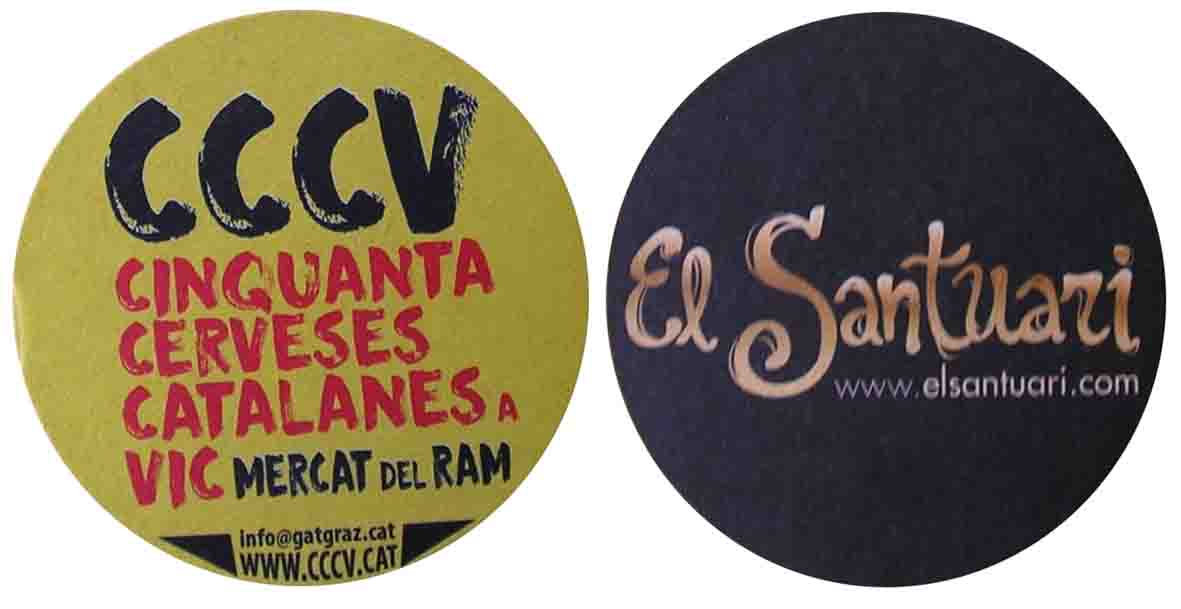 CCCV
CINQUANTA
CERVESES
CATALANES A
VIC MERCAT DEL RAM
info@gatgraz.cat
WWW.CCCV.CAT
El Santuari
www.elsantuari.com